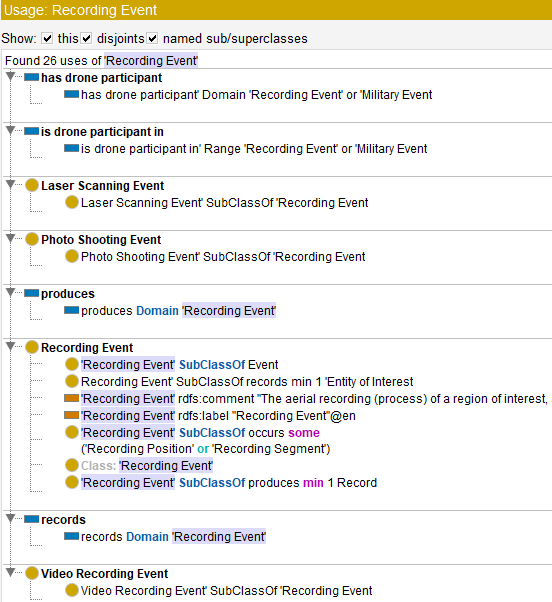 Usage: Recording Event
Show: this disjoints named sub/superclasses
Found 26 uses of 'Recording Event'
has drone participant
has drone participant' Domain 'Recording Event' or 'Military Event
is drone participant in
is drone participant in' Range 'Recording Event' or 'Military Event
Laser Scanning Event
Laser Scanning Event' SubClassOf 'Recording Event
Photo Shooting Event
Photo Shooting Event' SubClassOf 'Recording Event
produces
produces Domain 'Recording Event'
Recording Event
'Recording Event' SubClassOf Event
Recording Event' SubClassOf records min 1 'Entity of Interest
'Recording Event' rdfs:comment "The aerial recording (process) of a region of interest,
'Recording Event' rdfs:label "Recording Event"@en
'Recording Event' SubClassOf occurs some
('Recording Position' or 'Recording Segment')
Class: 'Recording Event'
'Recording Event' SubClassOf produces min 1 Record
records
records Domain 'Recording Event'
Video Recording Event
Video Recording Event' SubClassOf 'Recording Event